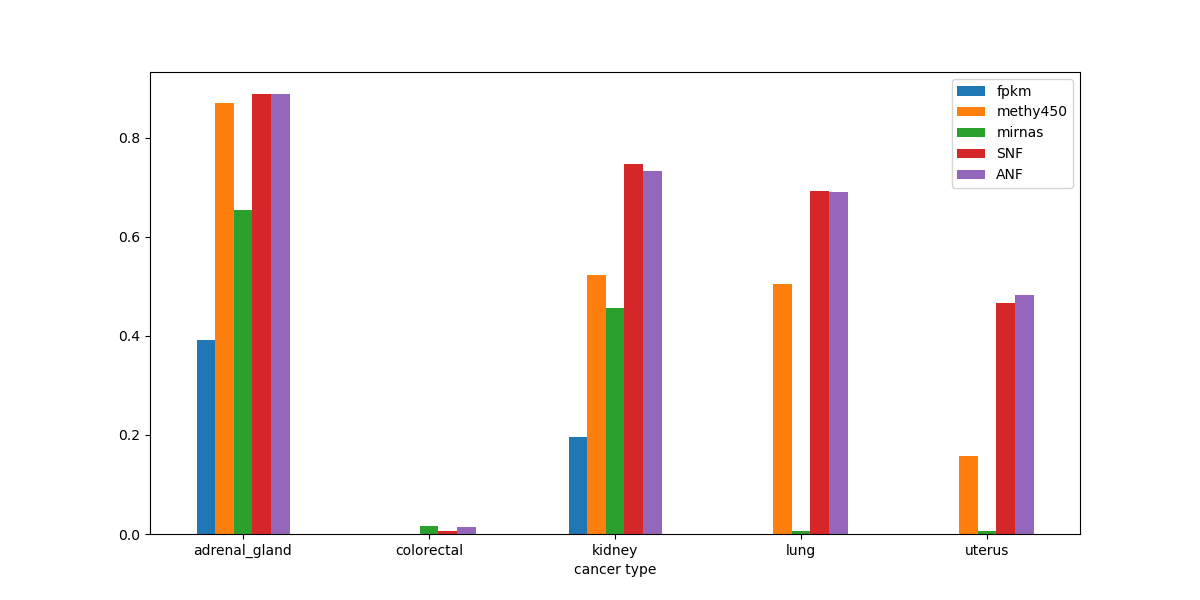 0.8
0.6
0.4
0.2
0.0
fpkm
methy450
mirnas
SNF
ANF
adrenal_gland colorectal kidney lung uterus
cancer type